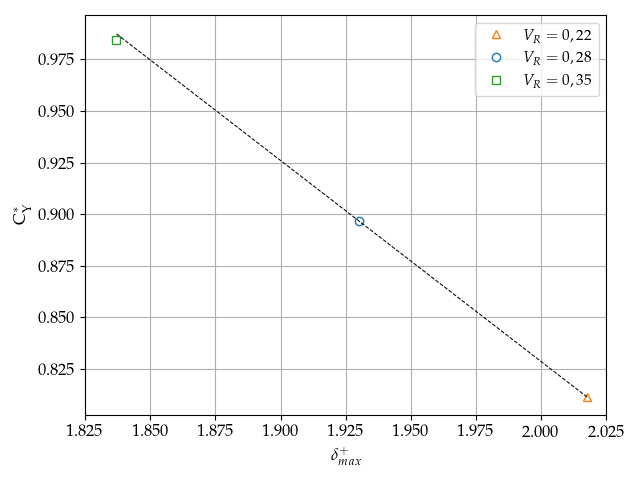 V_R = 0,22
V_R = 0,28
V_R = 0,35
0.975
0.950
0.925
0.900
0.875
0.850
0.825
C_Y^*
1.825 1.850 1.875 1.900 1.925 1.950 1.975 2.000 2.025
δ_{max}^+